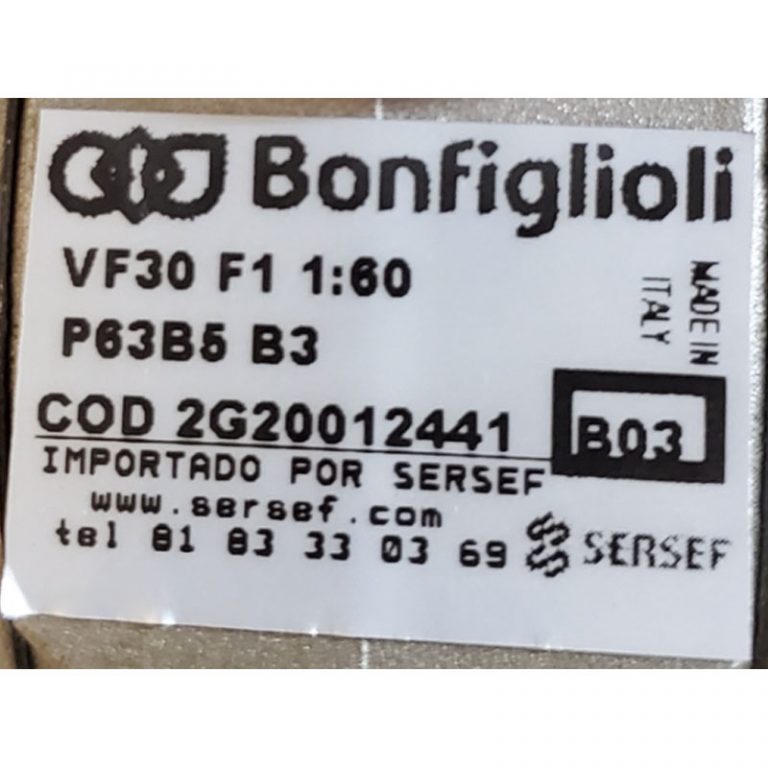 Bonfiglioli
VF30 F1 1:60
MADE IN
ITALY
P63B5 B3
COD 2G20012441
B03
IMPORTADO POR SERSEF
www.sersef.com
tel 81 83 33 03 69
SERSEF